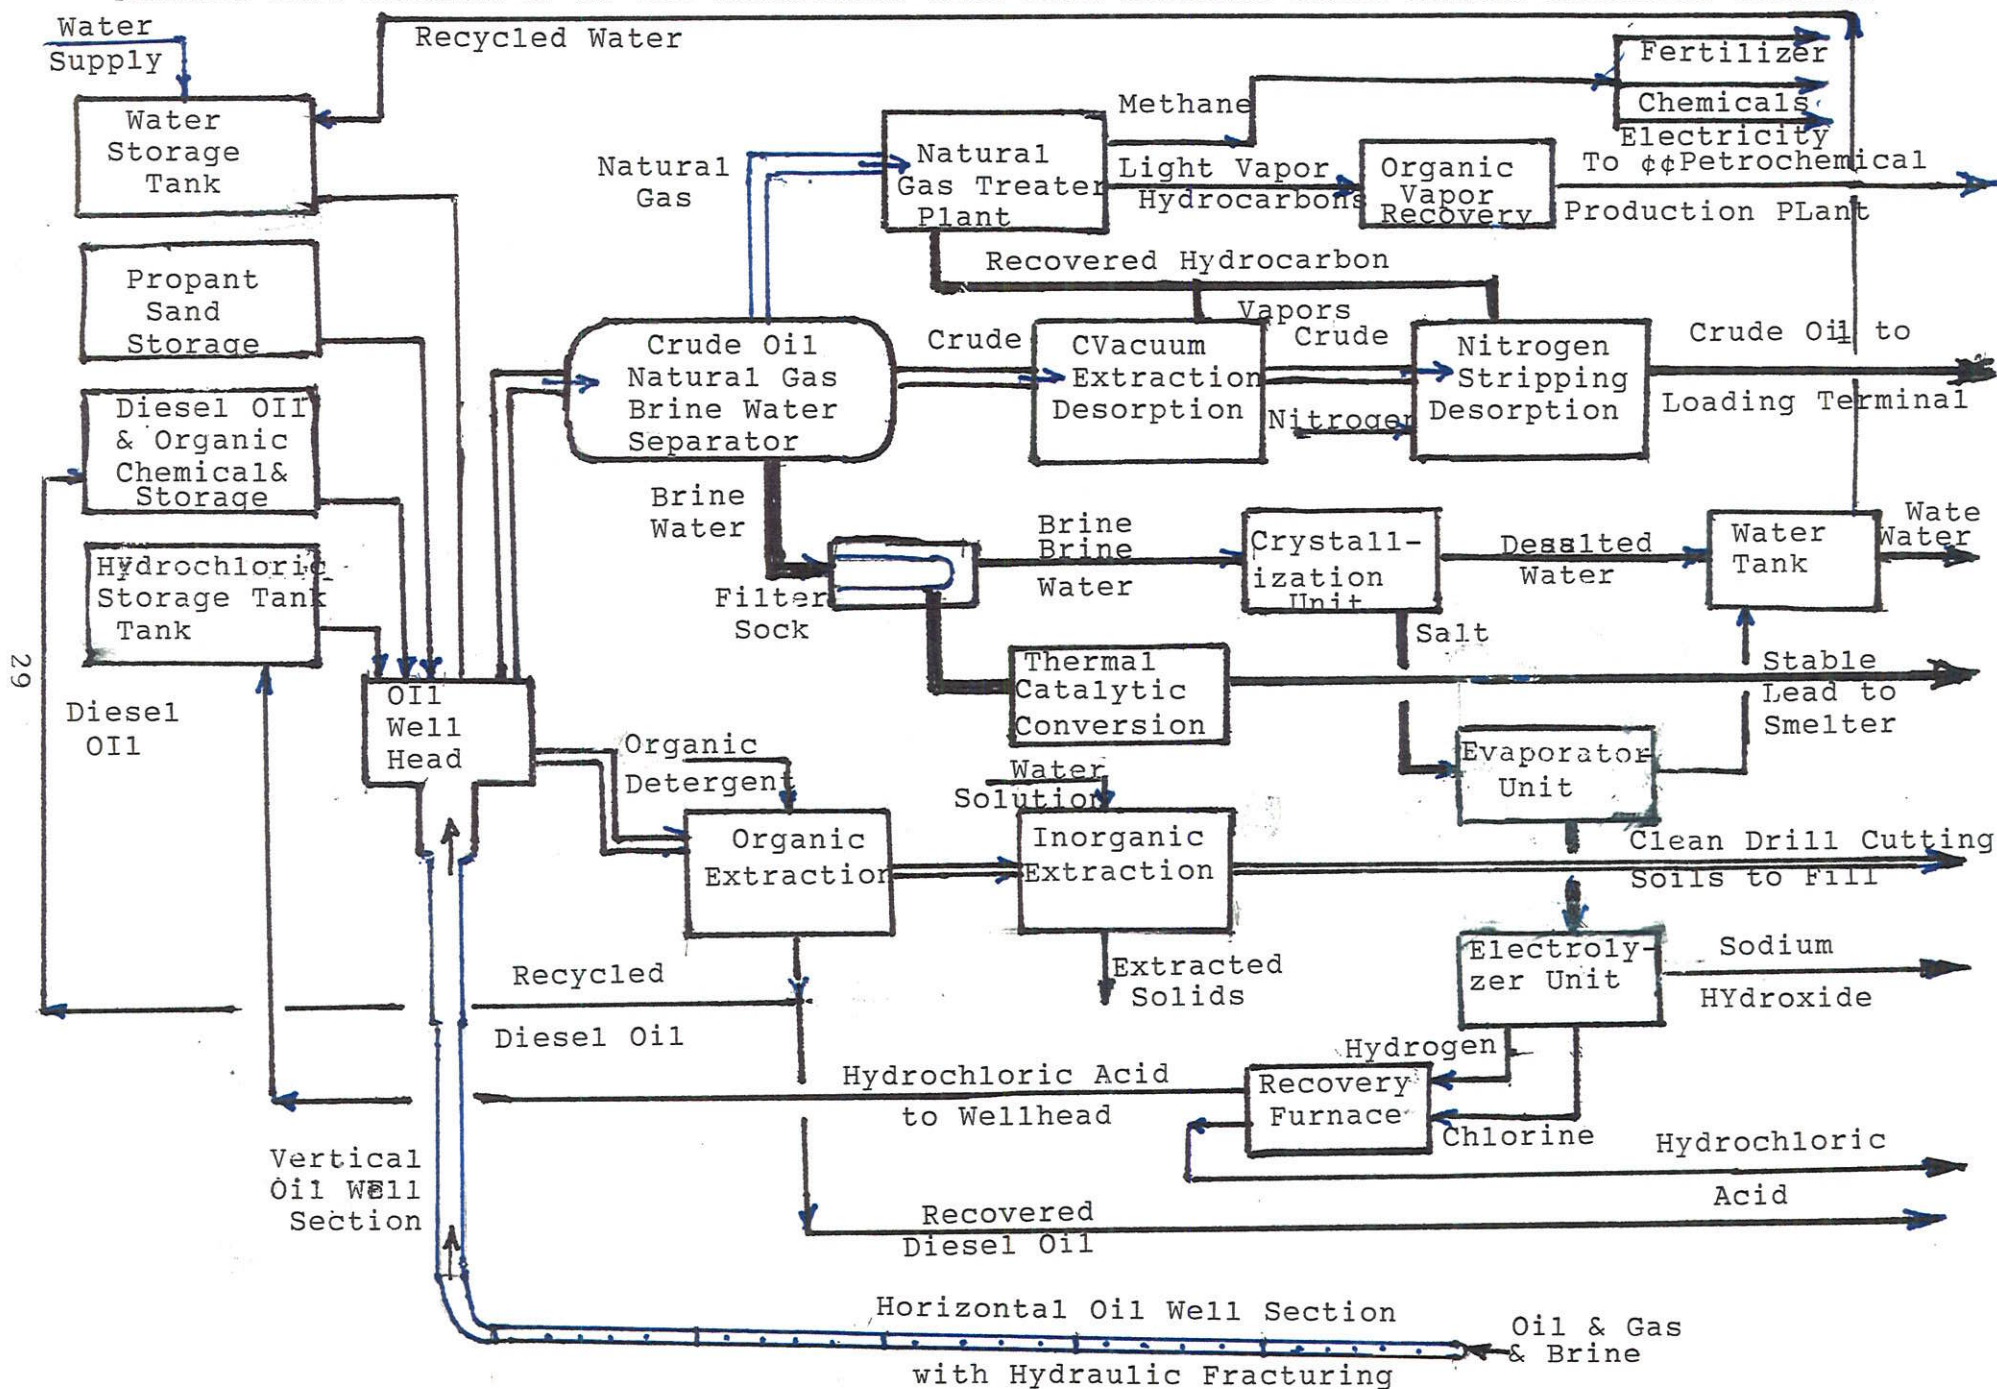 Water
Supply
Recycled Water
Fertilizer
Chemicals
Electricity
Water
Storage
Tank
Methane
Natural
Gas
Natural
Gas Treater
Plant
Light Vapor
Hydrocarbons
Organic
Vapor
Recovery
To ¢¢Petrochemical
Production PLant
Recovered Hydrocarbon
Vapors
Propant
Sand
Storage
Crude Oil
Natural Gas
Brine Water
Separator
Crude
CVacuum
Extraction
Desorption
Crude
Nitrogen
Nitrogen
Stripping
Desorption
Crude Oil to
Loading Terminal
Diesel OIl
& Organic
Chemical&
Storage
Brine
Water
Filter
Sock
Brine
Brine
Water
Crystall-
ization
Unit
Water
Water
Tank
Wate
Water
Hydrochloric
Storage Tank
Tank
Salt
Thermal
Catalytic
Conversion
Stable
Lead to
Smelter
29
Diesel
OIl
OIl
Well
Head
Organic
Detergent
Water
Solution
Evaporator
Unit
Organic
Extraction
Inorganic
Extraction
Clean Drill Cutting
Soils to Fill
Recycled
Diesel Oil
Extracted
Solids
Electroly-
zer Unit
Sodium
HYdroxide
Hydrogen
Hydrochloric Acid
to Wellhead
Recovery
Furnace
Chlorine
Hydrochloric
Acid
Vertical
Oil WEll
Section
Recovered
Diesel Oil
Horizontal Oil Well Section
with Hydraulic Fracturing
Oil & Gas
& Brine